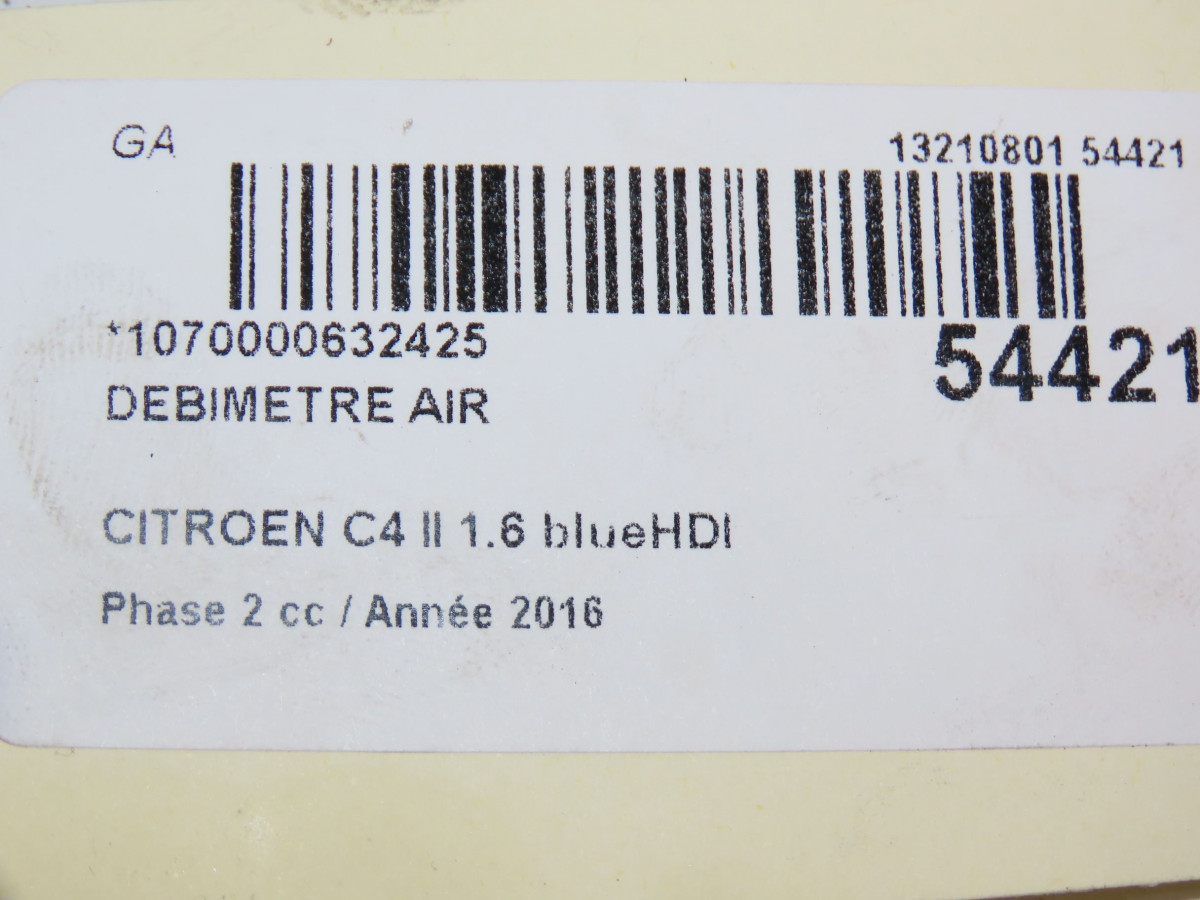 GA
13210801 54421
*1070000632425
54421
DEBIMETRE AIR
CITROEN C4 II 1.6 blueHDI
Phase 2 cc / Année 2016